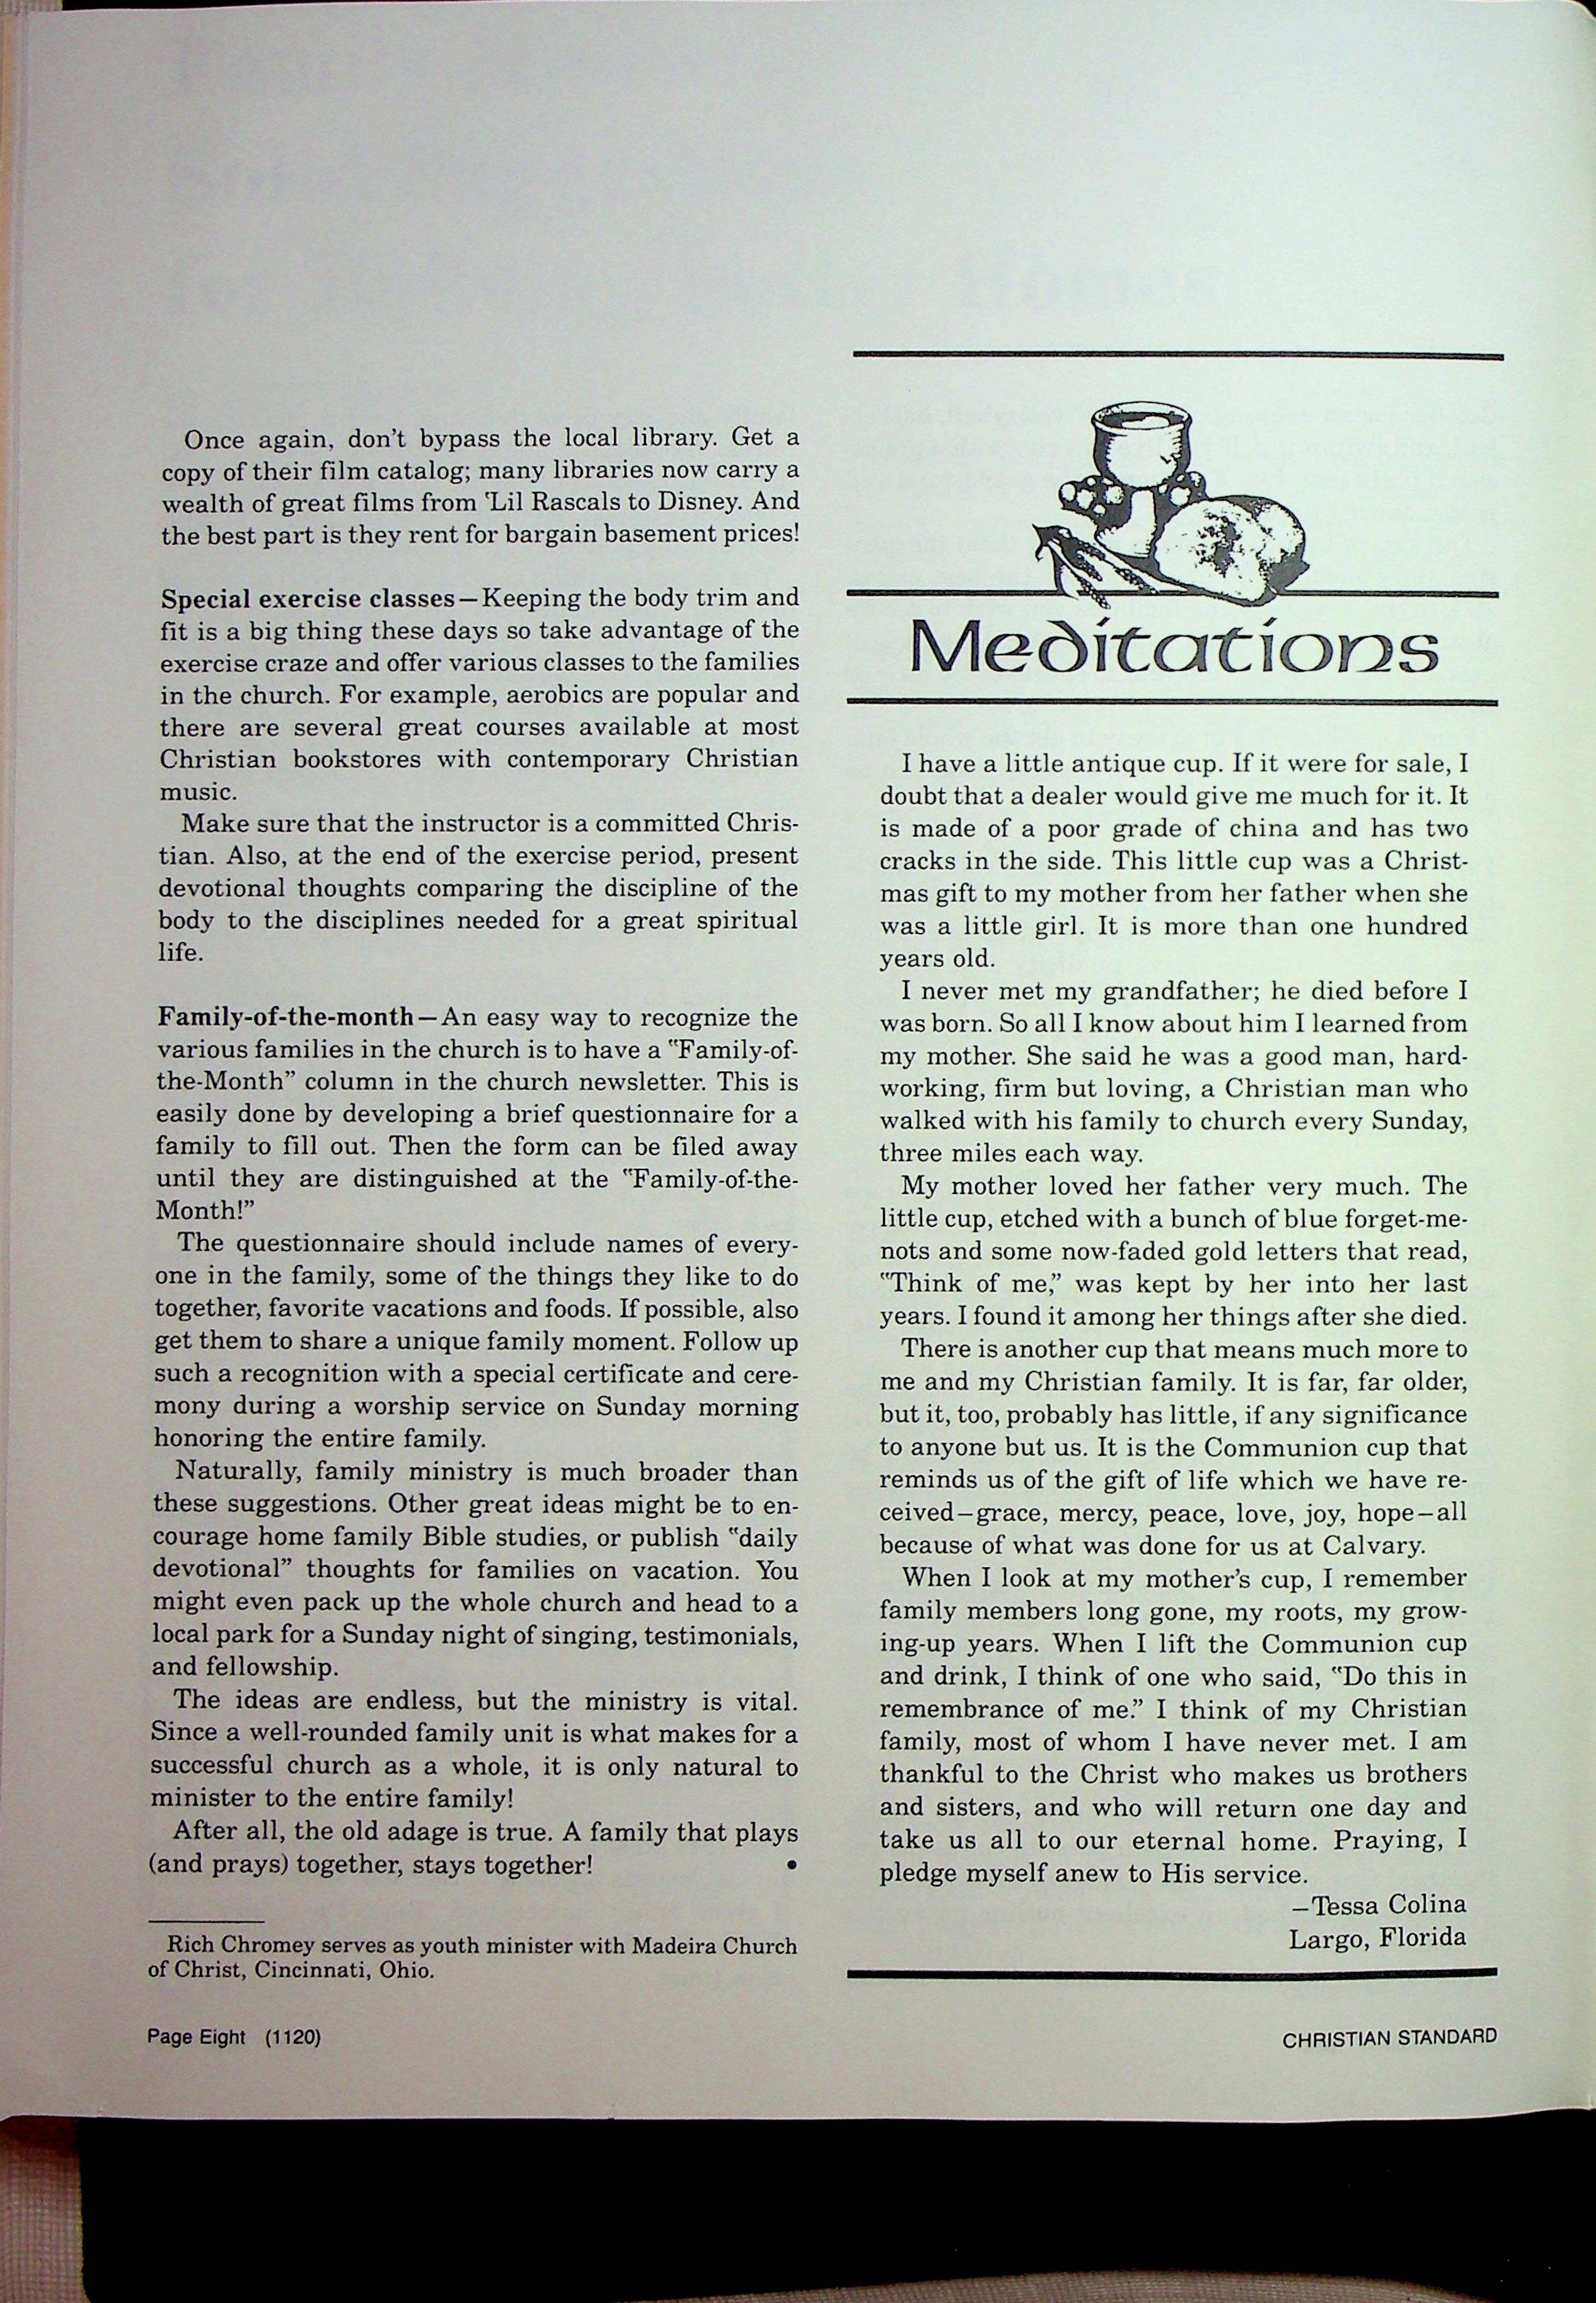 Once again, don't bypass the local library. Get a
copy of their film catalog; many libraries now carry a
wealth of great films from 'Lil Rascals to Disney. And
the best part is they rent for bargain basement prices!
Special exercise classes—Keeping the body trim and
fit is a big thing these days so take advantage of the
exercise craze and offer various classes to the families
in the church. For example, aerobics are popular and
there are several great courses available at most
Christian bookstores with contemporary Christian
music.
Make sure that the instructor is a committed Chris-
tian. Also, at the end of the exercise period, present
devotional thoughts comparing the discipline of the
body to the disciplines needed for a great spiritual
life.
Family-of-the-month—An easy way to recognize the
various families in the church is to have a "Family-of-
the-Month" column in the church newsletter. This is
easily done by developing a brief questionnaire for a
family to fill out. Then the form can be filed away
until they are distinguished at the "Family-of-the-
Month!"
The questionnaire should include names of every-
one in the family, some of the things they like to do
together, favorite vacations and foods. If possible, also
get them to share a unique family moment. Follow up
such a recognition with a special certificate and cere-
mony during a worship service on Sunday morning
honoring the entire family.
Naturally, family ministry is much broader than
these suggestions. Other great ideas might be to en-
courage home family Bible studies, or publish "daily
devotional" thoughts for families on vacation. You
might even pack up the whole church and head to a
local park for a Sunday night of singing, testimonials,
and fellowship.
The ideas are endless, but the ministry is vital.
Since a well-rounded family unit is what makes for a
successful church as a whole, it is only natural to
minister to the entire family!
After all, the old adage is true. A family that plays
(and prays) together, stays together! •
Rich Chromey serves as youth minister with Madeira Church
of Christ, Cincinnati, Ohio.
Meditations
I have a little antique cup. If it were for sale, I
doubt that a dealer would give me much for it. It
is made of a poor grade of china and has two
cracks in the side. This little cup was a Christ-
mas gift to my mother from her father when she
was a little girl. It is more than one hundred
years old.
I never met my grandfather; he died before I
was born. So all I know about him I learned from
my mother. She said he was a good man, hard-
working, firm but loving, a Christian man who
walked with his family to church every Sunday,
three miles each way.
My mother loved her father very much. The
little cup, etched with a bunch of blue forget-me-
nots and some now-faded gold letters that read,
"Think of me," was kept by her into her last
years. I found it among her things after she died.
There is another cup that means much more to
me and my Christian family. It is far, far older,
but it, too, probably has little, if any significance
to anyone but us. It is the Communion cup that
reminds us of the gift of life which we have re-
ceived—grace, mercy, peace, love, joy, hope—all
because of what was done for us at Calvary.
When I look at my mother's cup, I remember
family members long gone, my roots, my grow-
ing-up years. When I lift the Communion cup
and drink, I think of one who said, "Do this in
remembrance of me." I think of my Christian
family, most of whom I have never met. I am
thankful to the Christ who makes us brothers
and sisters, and who will return one day and
take us all to our eternal home. Praying, I
pledge myself anew to His service.
—Tessa Colina
Largo, Florida
Page Eight (1120)
CHRISTIAN STANDARD